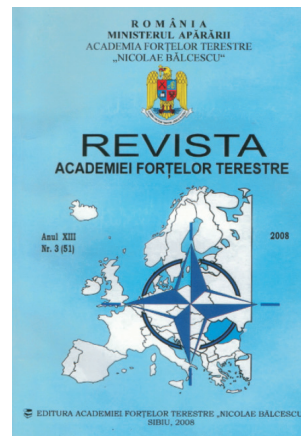 ROMÂNIA
MINISTERUL APĂRĂRII
ACADEMIA FORȚELOR TERESTRE
„NICOLAE BĂLCESCU“
REVISTA
ACADEMIEI FORȚELOR TERESTRE
Anul XIII
Nr. 3 (51)
2008
EDITURA ACADEMIEI FORȚELOR TERESTRE „NICOLAE BĂLCESCU
SIBIU, 2008